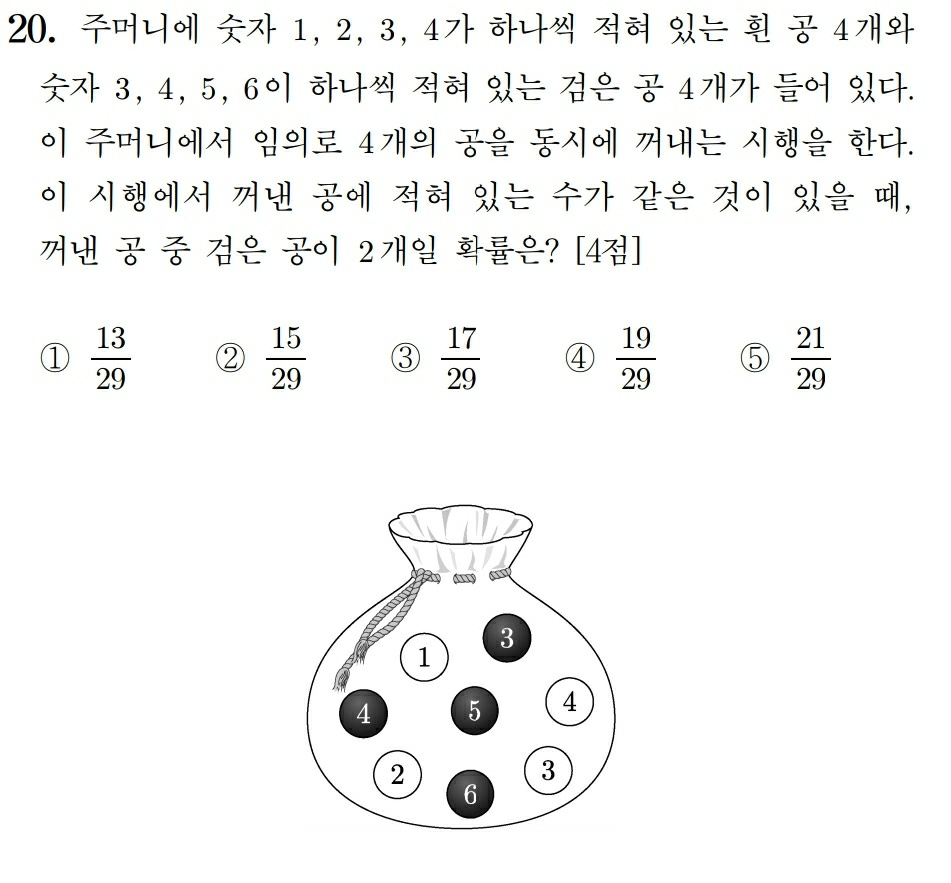 20. 주머니에 숫자 1, 2, 3, 4가 하나씩 적혀 있는 흰 공 4개와
숫자 3, 4, 5, 6이 하나씩 적혀 있는 검은 공 4개가 들어 있다.
이 주머니에서 임의로 4개의 공을 동시에 꺼내는 시행을 한다.
이 시행에서 꺼낸 공에 적혀 있는 수가 같은 것이 있을 때,
꺼낸 공 중 검은 공이 2개일 확률은? [4점]
① 13/29 ② 15/29 ③ 17/29 ④ 19/29 ⑤ 21/29
3
1
4 5 4
2 3
6